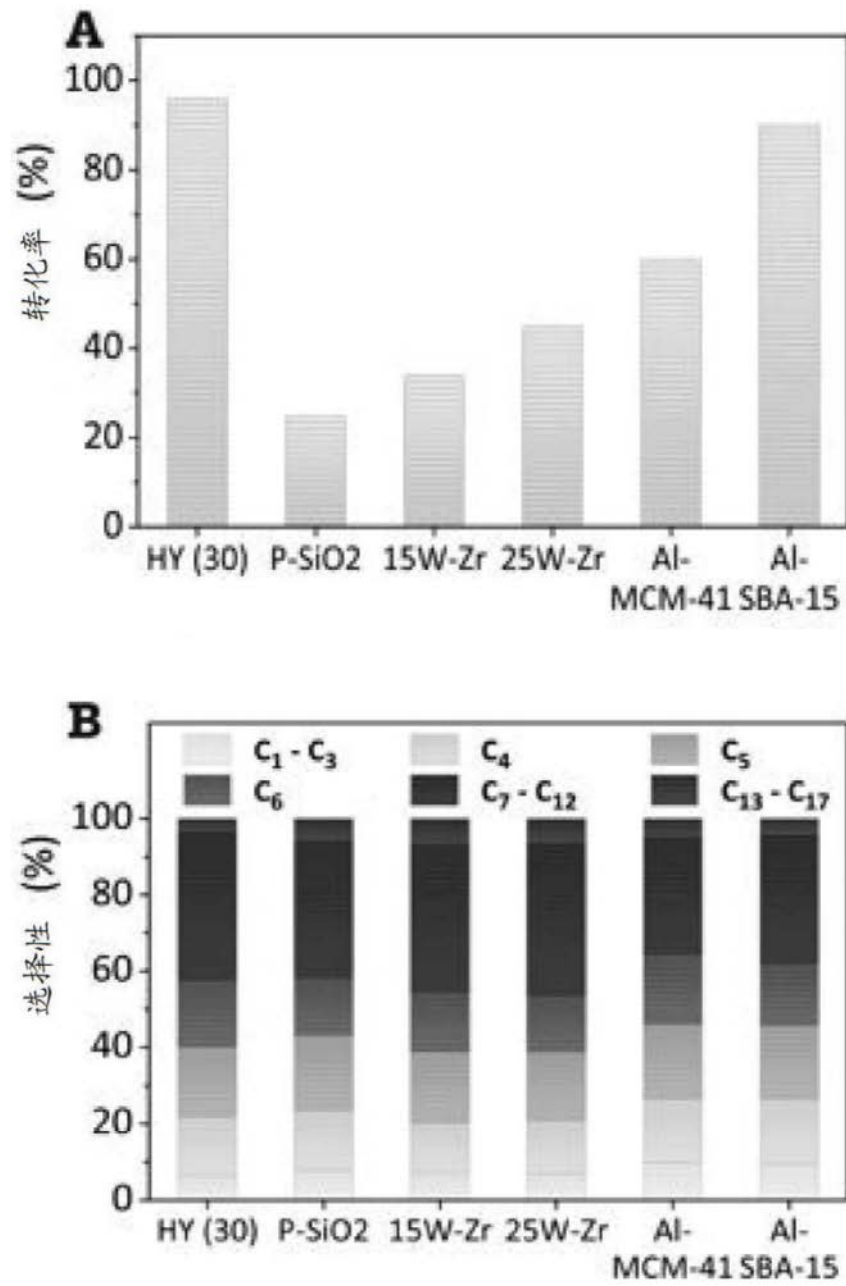 A
100
80
60
40
20
0
转化率 (%)
HY (30) P-SiO2 15W-Zr 25W-Zr Al- Al-
MCM-41 SBA-15
B
C₁ - C₃ C₄ C₅
C₆ C₇ - C₁₂ C₁₃ - C₁₇
100
80
60
40
20
0
选择性 (%)
HY (30) P-SiO2 15W-Zr 25W-Zr Al- Al-
MCM-41 SBA-15